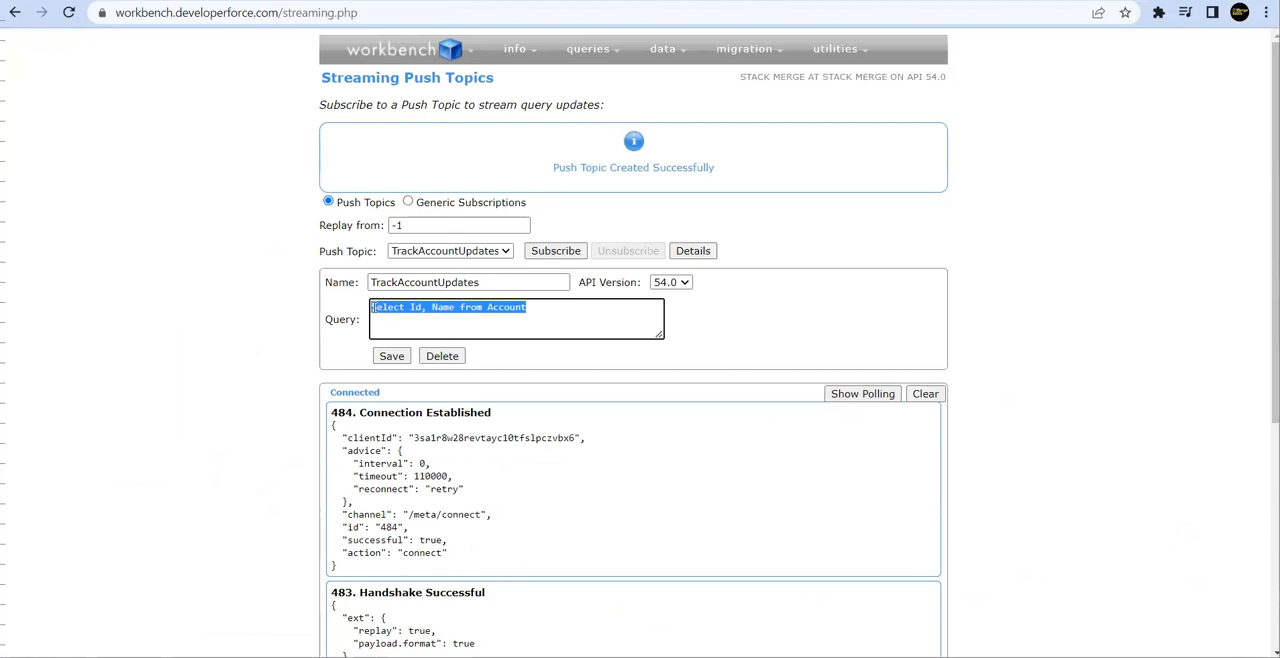 workbench.developerforce.com/streaming.php
workbench info queries data migration utilities
Streaming Push Topics
STACK MERGE AT STACK MERGE ON API 54.0
Subscribe to a Push Topic to stream query updates:
Push Topic Created Successfully
Push Topics Generic Subscriptions
Replay from: -1
Push Topic: TrackAccountUpdates Subscribe Unsubscribe Details
Name: TrackAccountUpdates API Version: 54.0
Query: Select Id, Name from Account
Save Delete
Connected Show Polling Clear
484. Connection Established
{
"clientId": "3sa1r8w28revtayc10tfslpczvbx6",
"advice": {
"interval": 0,
"timeout": 110000,
"reconnect": "retry"
},
"channel": "/meta/connect",
"id": "484",
"successful": true,
"action": "connect"
}
483. Handshake Successful
{
"ext": {
"replay": true,
"payload.format": true